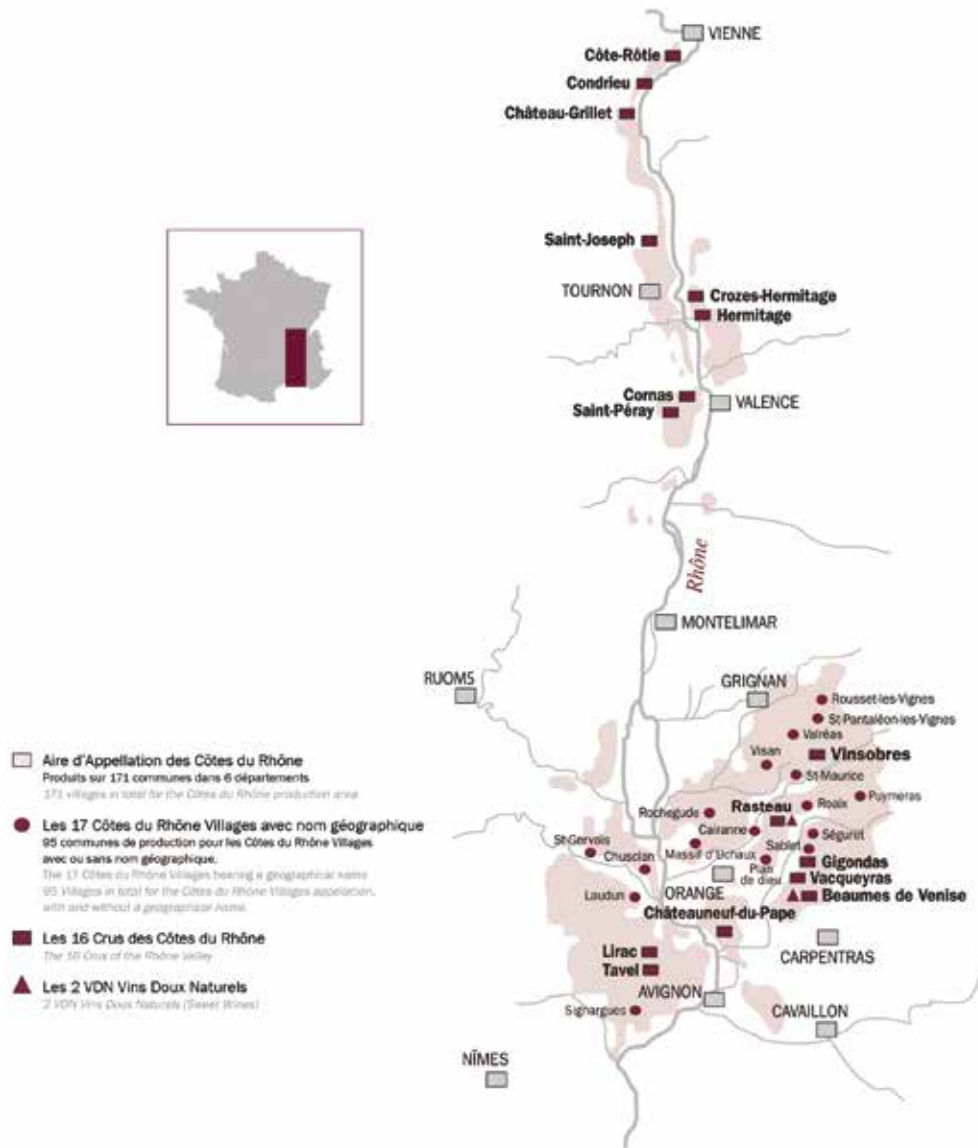 VIENNE
Côte-Rôtie
Condrieu
Château-Grillet
Saint-Joseph
TOURNON
Crozes-Hermitage
Hermitage
Cornas
Saint-Péray
VALENCE
Rhône
MONTELIMAR
RUOMS
GRIGNAN
Rousset-les-Vignes
St-Pantaléon-les-Vignes
Valréas
Visan
Vinsobres
St-Maurice
Puymeras
Rochegude
Rasteau
Roaix
Cairanne
Séguret
Sablet
St-Gervais
Chusclan
Massif d'Uchaux
Plan
de dieu
Gigondas
Vacqueyras
Beaumes de Venise
Laudun
ORANGE
Châteauneuf-du-Pape
Lirac
Tavel
CARPENTRAS
AVIGNON
Signargues
CAVAILLON
NÎMES
Aire d'Appellation des Côtes du Rhône
Produits sur 171 communes dans 6 départements
171 villages in total for the Côtes du Rhône production area
Les 17 Côtes du Rhône Villages avec nom géographique
95 communes de production pour les Côtes du Rhône Villages
avec ou sans nom géographique.
The 17 Côtes du Rhône Villages bearing a geographical name
95 Villages in total for the Côtes du Rhône Villages appellation,
with and without a geographical name.
Les 16 Crus des Côtes du Rhône
The 16 Crus of the Rhône Valley
Les 2 VDN Vins Doux Naturels
2 VDN Vins Doux Naturels (Sweet Wines)